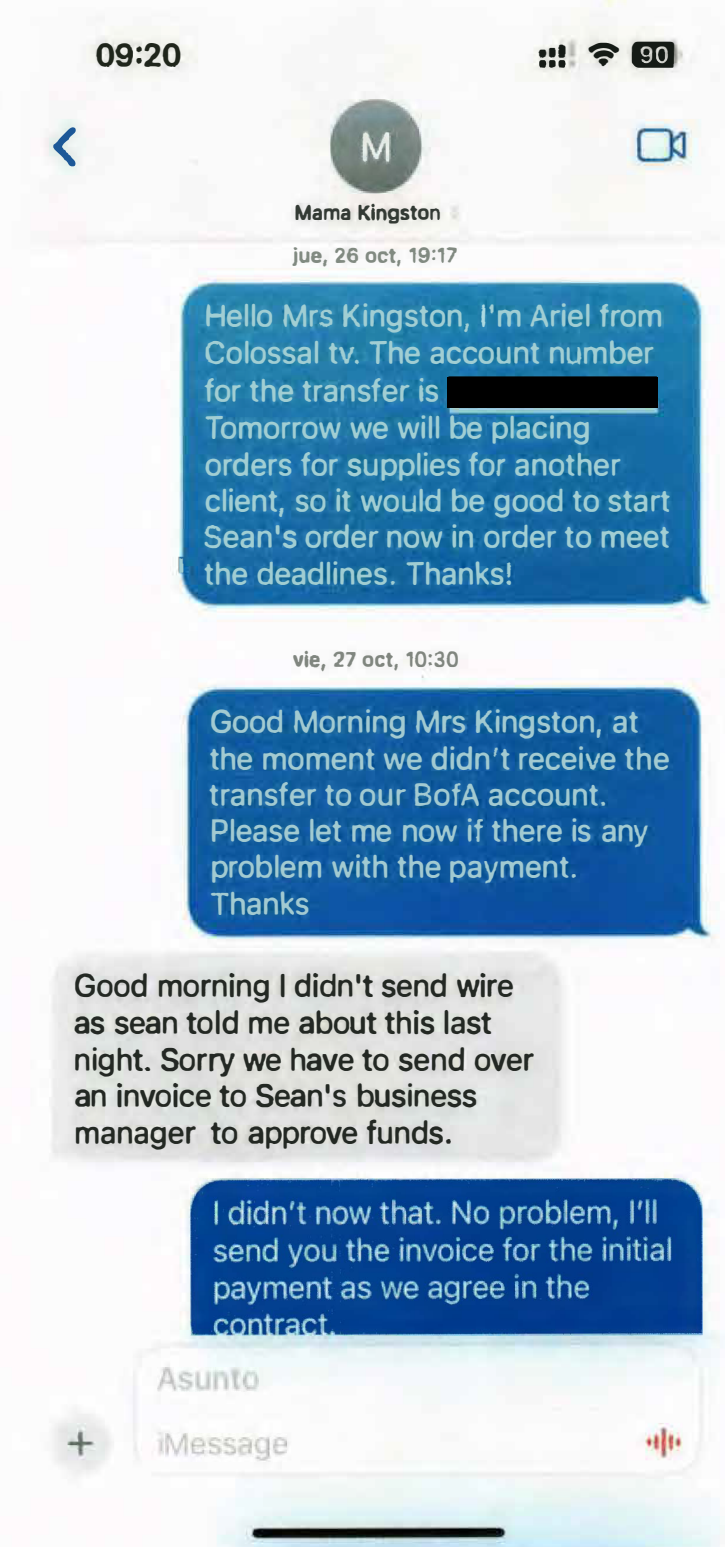 09:20
90
M
Mama Kingston
jue, 26 oct, 19:17
Hello Mrs Kingston, I'm Ariel from
Colossal tv. The account number
for the transfer is
Tomorrow we will be placing
orders for supplies for another
client, so it would be good to start
Sean's order now in order to meet
the deadlines. Thanks!
vie, 27 oct, 10:30
Good Morning Mrs Kingston, at
the moment we didn't receive the
transfer to our BofA account.
Please let me now if there is any
problem with the payment.
Thanks
Good morning I didn't send wire
as sean told me about this last
night. Sorry we have to send over
an invoice to Sean's business
manager to approve funds.
I didn't now that. No problem, I'll
send you the invoice for the initial
payment as we agree in the
contract.
Asunto
iMessage